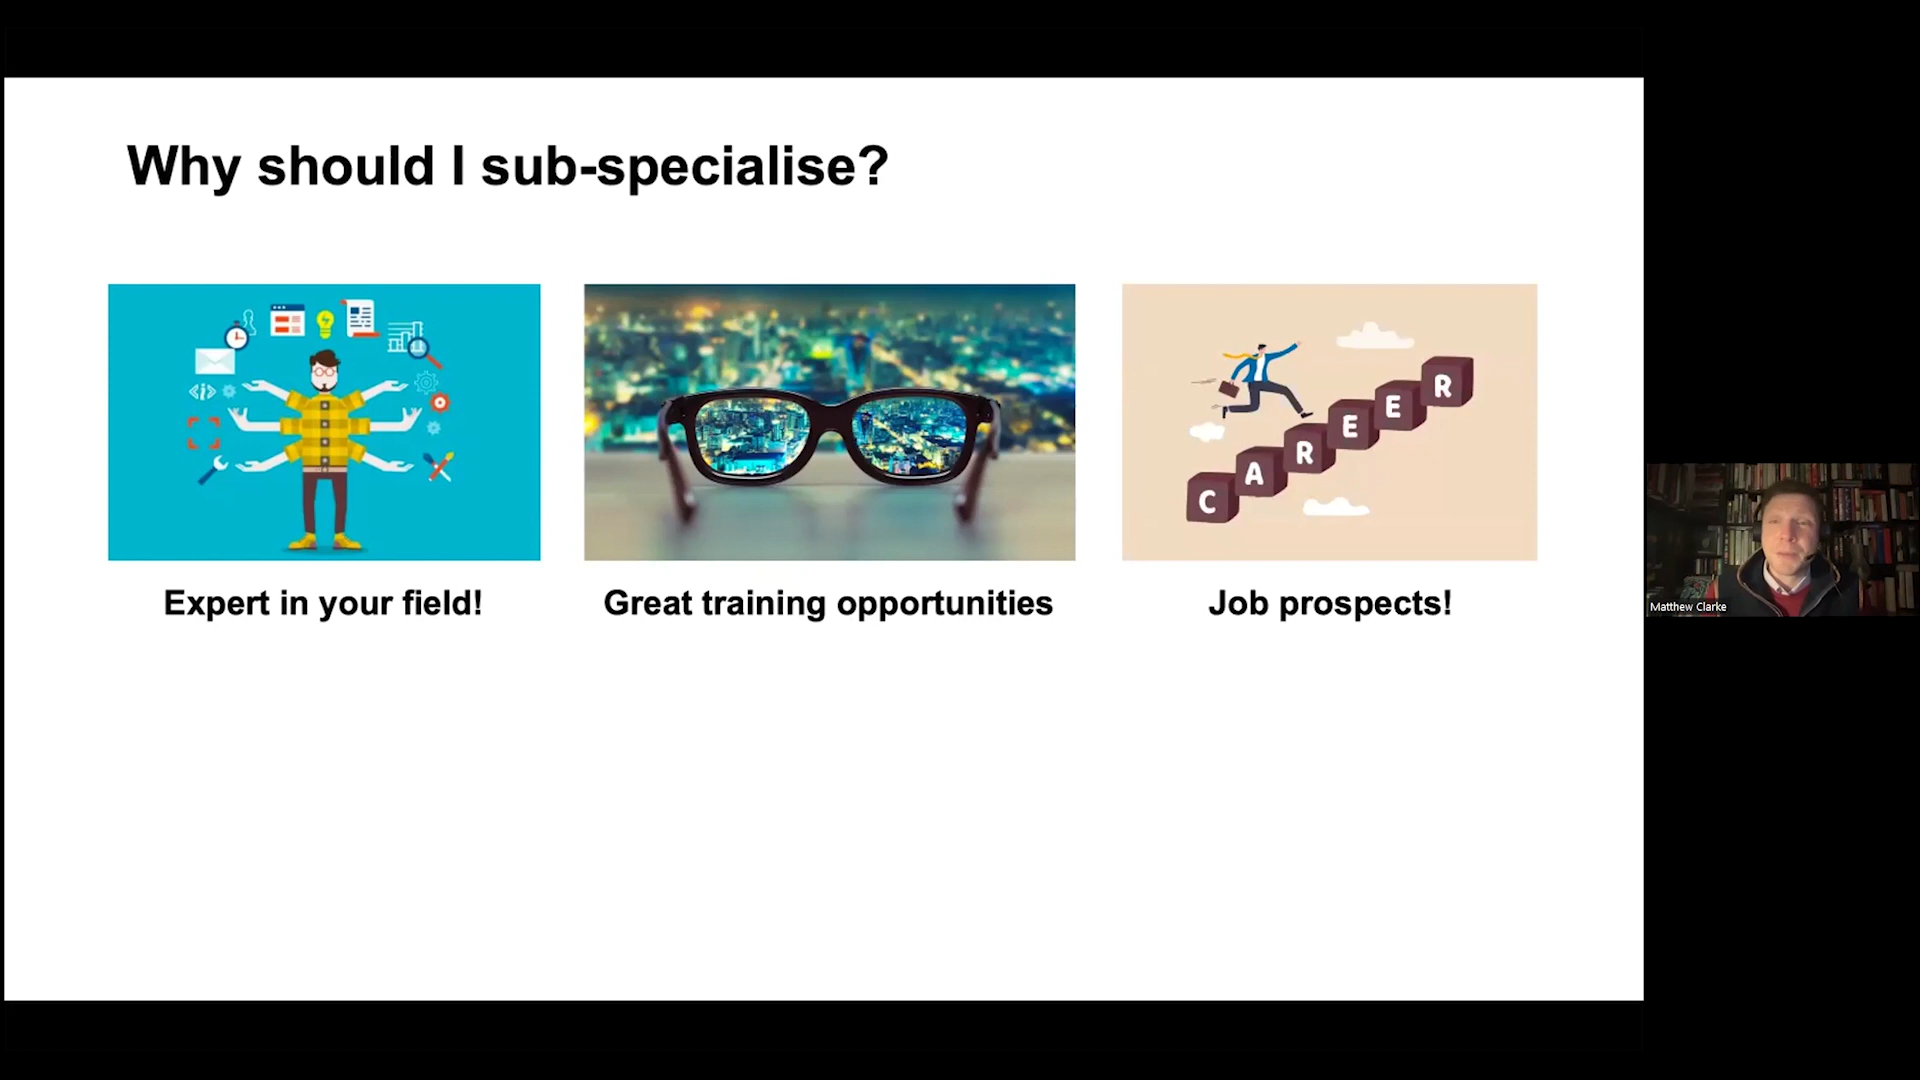 Why should I sub-specialise?
C
A
R
E
E
R
Expert in your field!
Great training opportunities
Job prospects!
Matthew Clarke